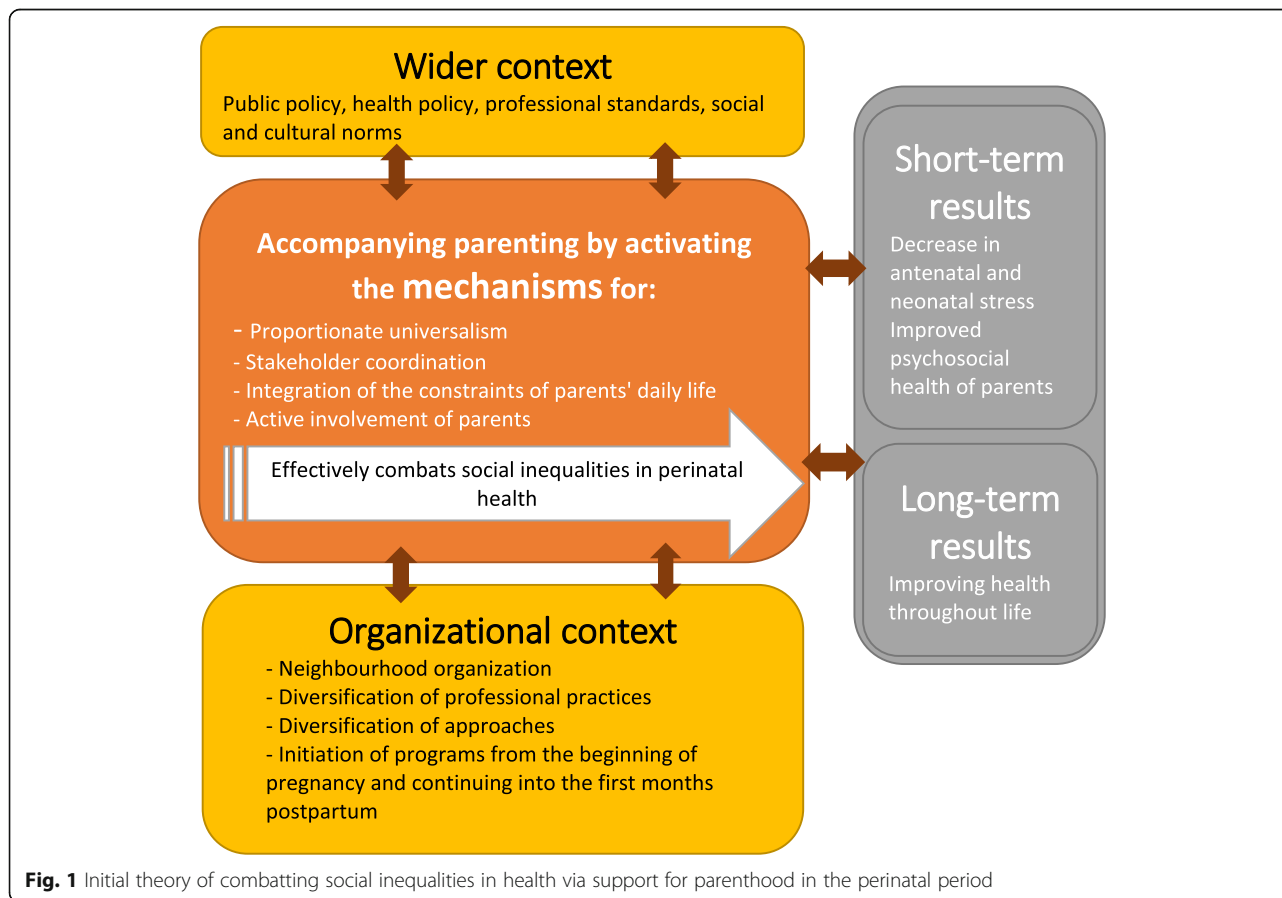 Wider context
Public policy, health policy, professional standards, social
and cultural norms
Accompanying parenting by activating
the mechanisms for:
- Proportionate universalism
- Stakeholder coordination
- Integration of the constraints of parents' daily life
- Active involvement of parents
Effectively combats social inequalities in perinatal
health
Organizational context
- Neighbourhood organization
- Diversification of professional practices
- Diversification of approaches
- Initiation of programs from the beginning of
pregnancy and continuing into the first months
postpartum
Short-term
results
Decrease in
antenatal and
neonatal stress
Improved
psychosocial
health of parents
Long-term
results
Improving health
throughout life
Fig. 1 Initial theory of combatting social inequalities in health via support for parenthood in the perinatal period